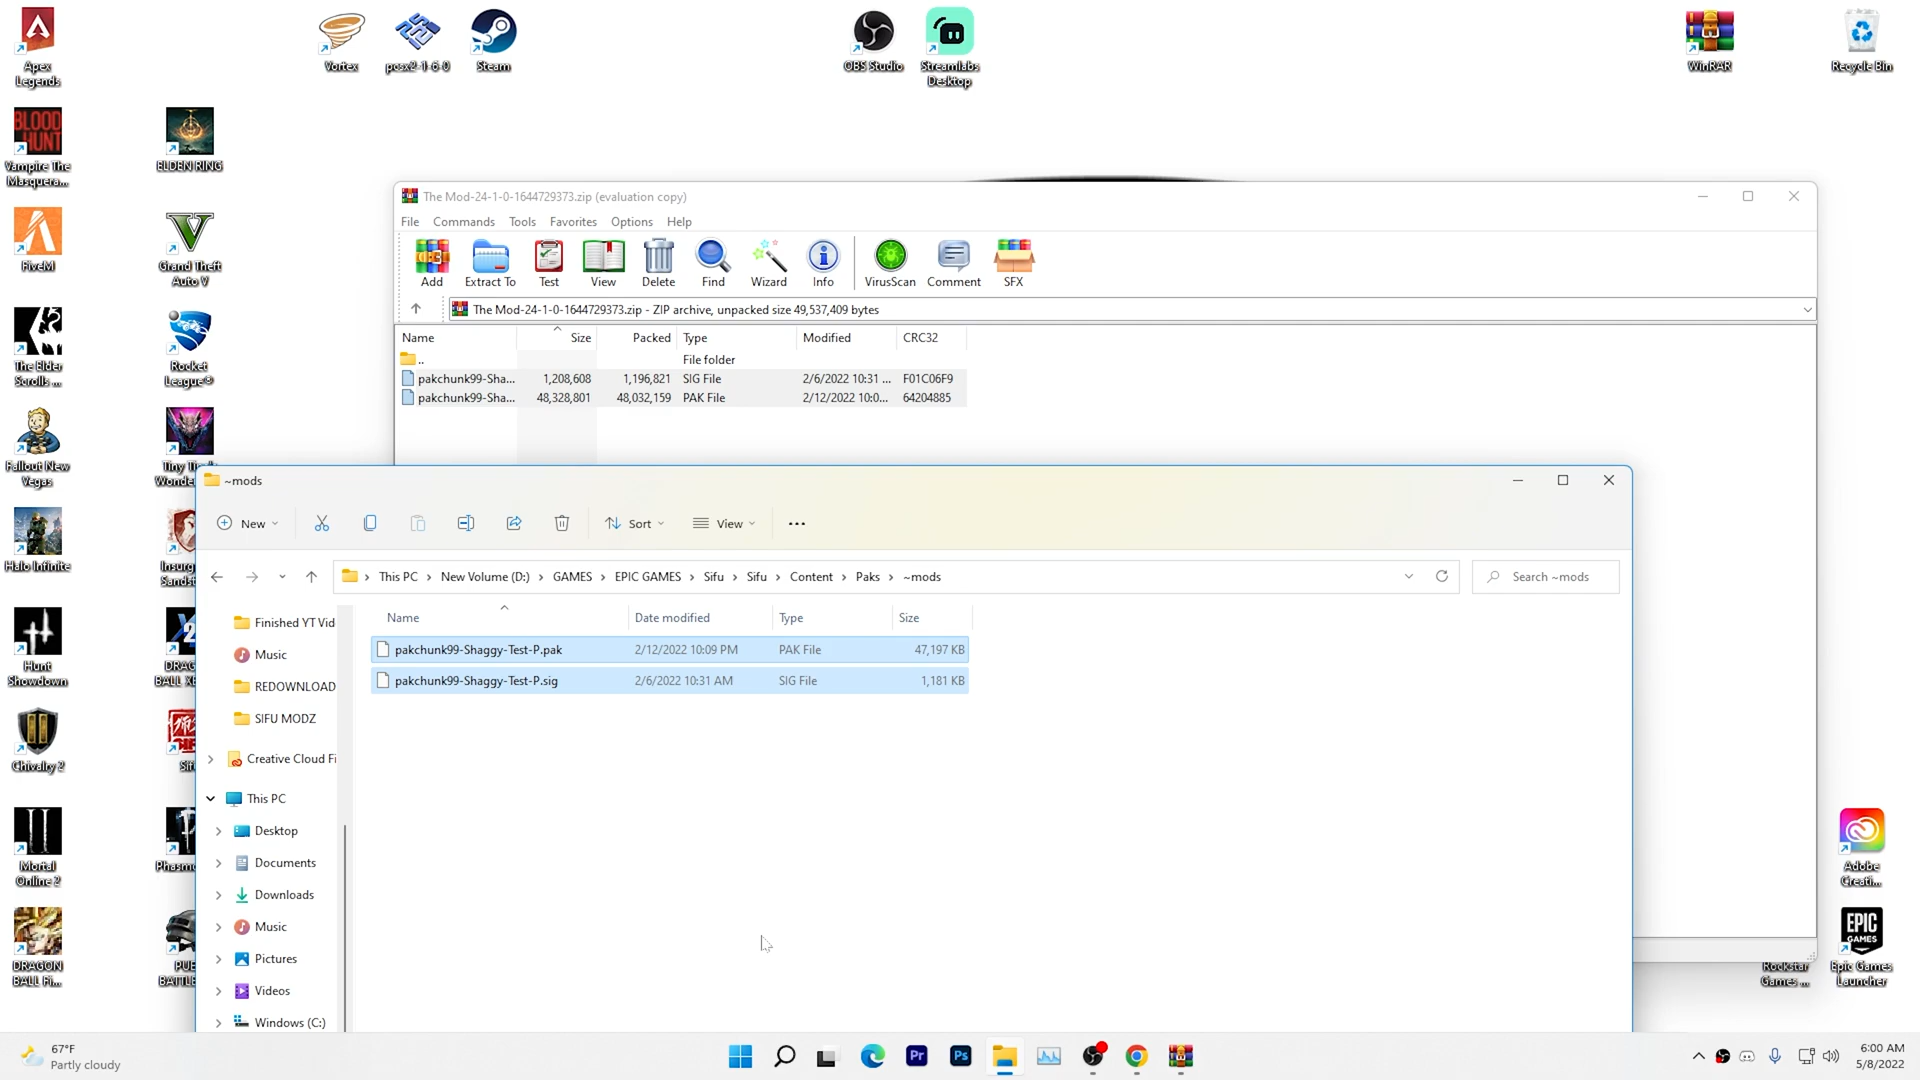 Apex
Legends
Vortex
pcsx2-1-6-0
Steam
OBS Studio
Streamlabs
Desktop
WinRAR
Recycle Bin
BLOOD
HUNT
Vampire The
Masquera...
ELDEN RING
FiveM
Grand Theft
Auto V
The Elder
Scrolls ...
Rocket
League®
Fallout New
Vegas
Halo Infinite
Hunt
Showdown
Chivalry 2
Mortal
Online 2
DRAGON
BALL Fi...
The Mod-24-1-0-1644729373.zip (evaluation copy)
File Commands Tools Favorites Options Help
Add Extract To Test View Delete Find Wizard Info VirusScan Comment SFX
The Mod-24-1-0-1644729373.zip - ZIP archive, unpacked size 49,537,409 bytes
Name Size Packed Type Modified CRC32
.. File folder
pakchunk99-Sha... 1,208,608 1,196,821 SIG File 2/6/2022 10:31 ... F01C06F9
pakchunk99-Sha... 48,328,801 48,032,159 PAK File 2/12/2022 10:0... 64204885
~mods
New Sort View
This PC New Volume (D:) GAMES EPIC GAMES Sifu Sifu Content Paks ~mods
Search ~mods
Name Date modified Type Size
pakchunk99-Shaggy-Test-P.pak 2/12/2022 10:09 PM PAK File 47,197 KB
pakchunk99-Shaggy-Test-P.sig 2/6/2022 10:31 AM SIG File 1,181 KB
Finished YT Vid
Music
REDOWNLOAD
SIFU MODZ
Creative Cloud Fi
This PC
Desktop
Documents
Downloads
Music
Pictures
Videos
Windows (C:)
Adobe
Creati...
EPIC
GAMES
Rockstar
Games ...
Epic Games
Launcher
67°F
Partly cloudy
Pr
Ps
6:00 AM
5/8/2022